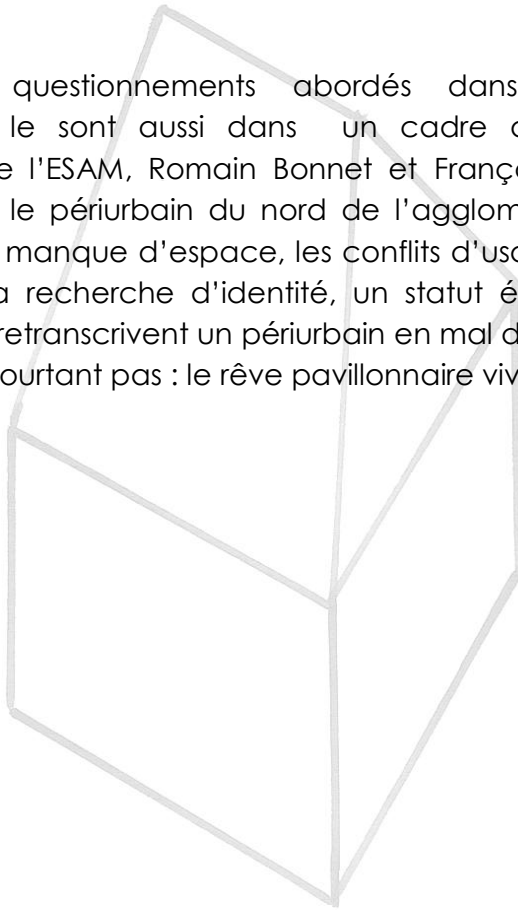 questionnements abordés dans
le sont aussi dans un cadre
e l’ESAM, Romain Bonnet et Franç
le périurbain du nord de l’agglom
manque d’espace, les conflits d’us
a recherche d’identité, un statut é
retranscrivent un périurbain en mal d
ourtant pas : le rêve pavillonnaire viv